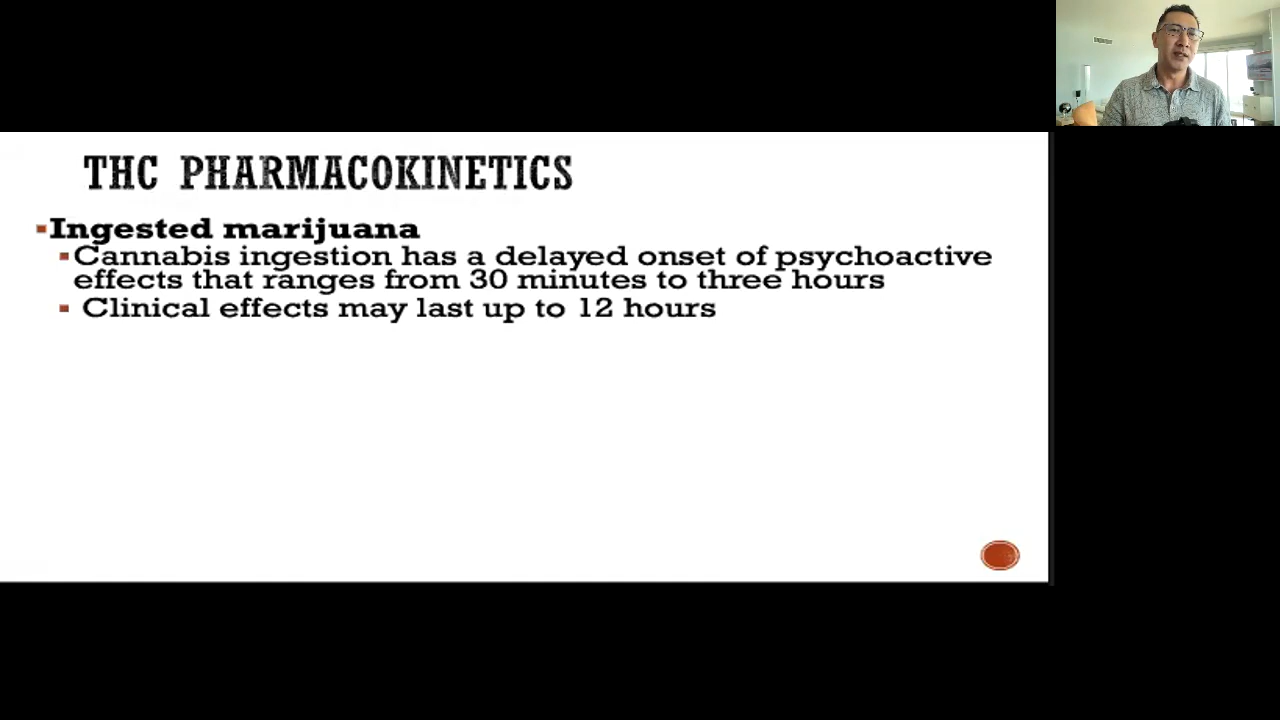 THC PHARMACOKINETICS
Ingested marijuana
Cannabis ingestion has a delayed onset of psychoactive
effects that ranges from 30 minutes to three hours
Clinical effects may last up to 12 hours